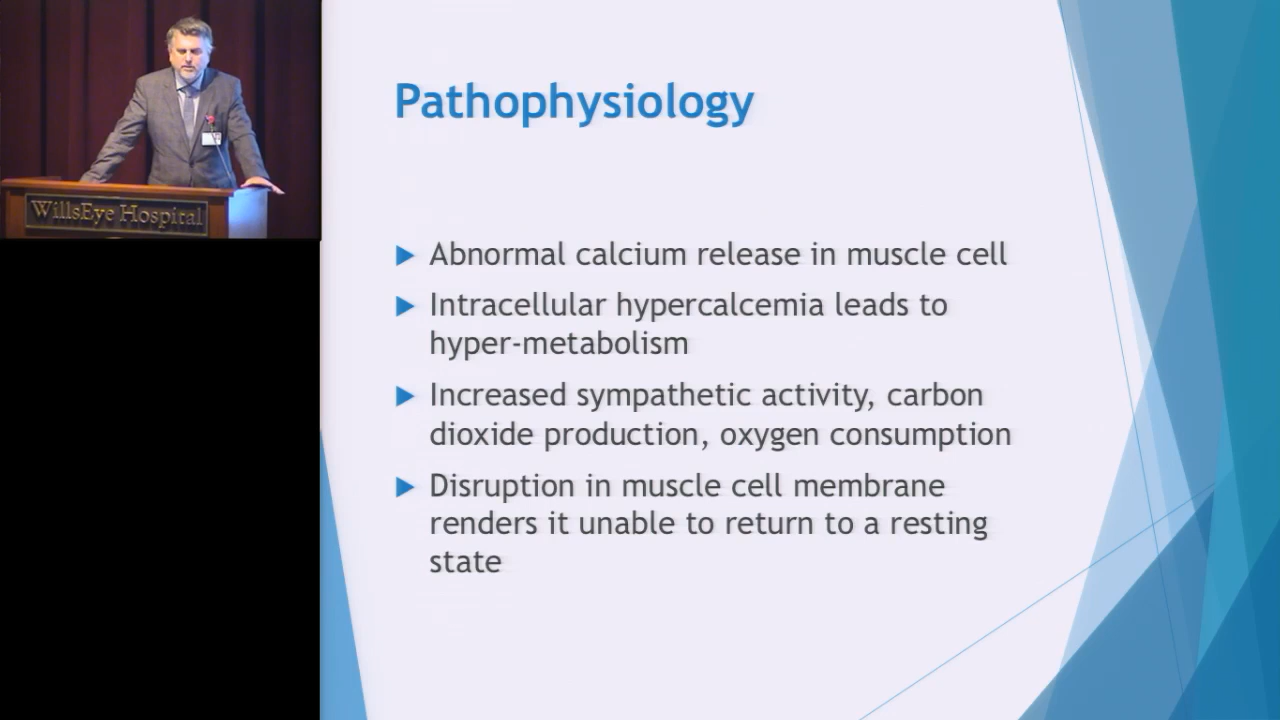 WillsEye Hospital
Pathophysiology
Abnormal calcium release in muscle cell
Intracellular hypercalcemia leads to
hyper-metabolism
Increased sympathetic activity, carbon
dioxide production, oxygen consumption
Disruption in muscle cell membrane
renders it unable to return to a resting
state